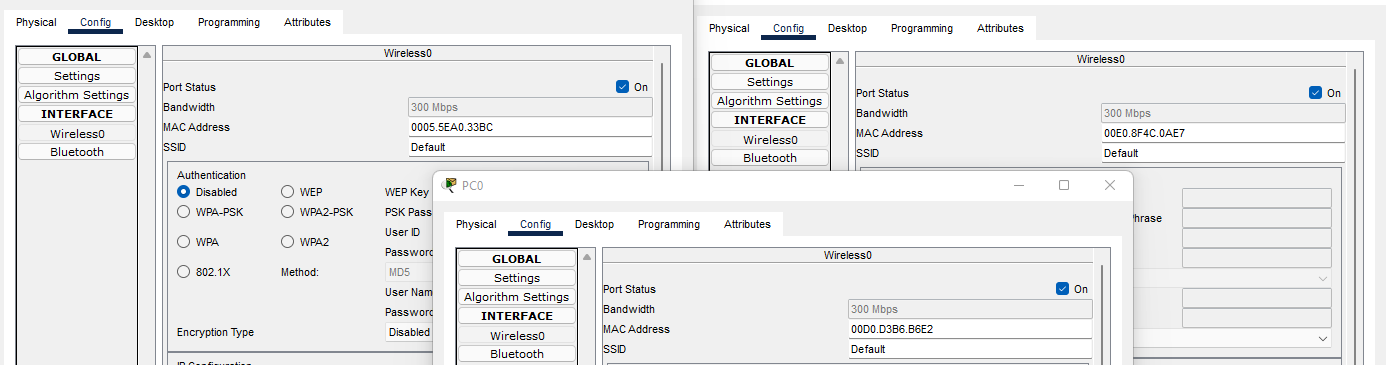 Physical Config Desktop Programming Attributes
GLOBAL
Settings
Algorithm Settings
INTERFACE
Wireless0
Bluetooth
Wireless0
Port Status On
Bandwidth 300 Mbps
MAC Address 0005.5EA0.33BC
SSID Default
Authentication
Disabled WEP WEP Key
WPA-PSK WPA2-PSK PSK Pass
User ID
WPA WPA2
Password
802.1X Method: MD5
User Nam
Password
Encryption Type Disabled
IP Configuration
Physical Config Desktop Programming Attributes
GLOBAL
Settings
Algorithm Settings
INTERFACE
Wireless0
Bluetooth
Wireless0
Port Status On
Bandwidth 300 Mbps
MAC Address 00E0.8F4C.0AE7
SSID Default
Phrase
PC0
Physical Config Desktop Programming Attributes
GLOBAL
Settings
Algorithm Settings
INTERFACE
Wireless0
Bluetooth
Wireless0
Port Status On
Bandwidth 300 Mbps
MAC Address 00D0.D3B6.B6E2
SSID Default